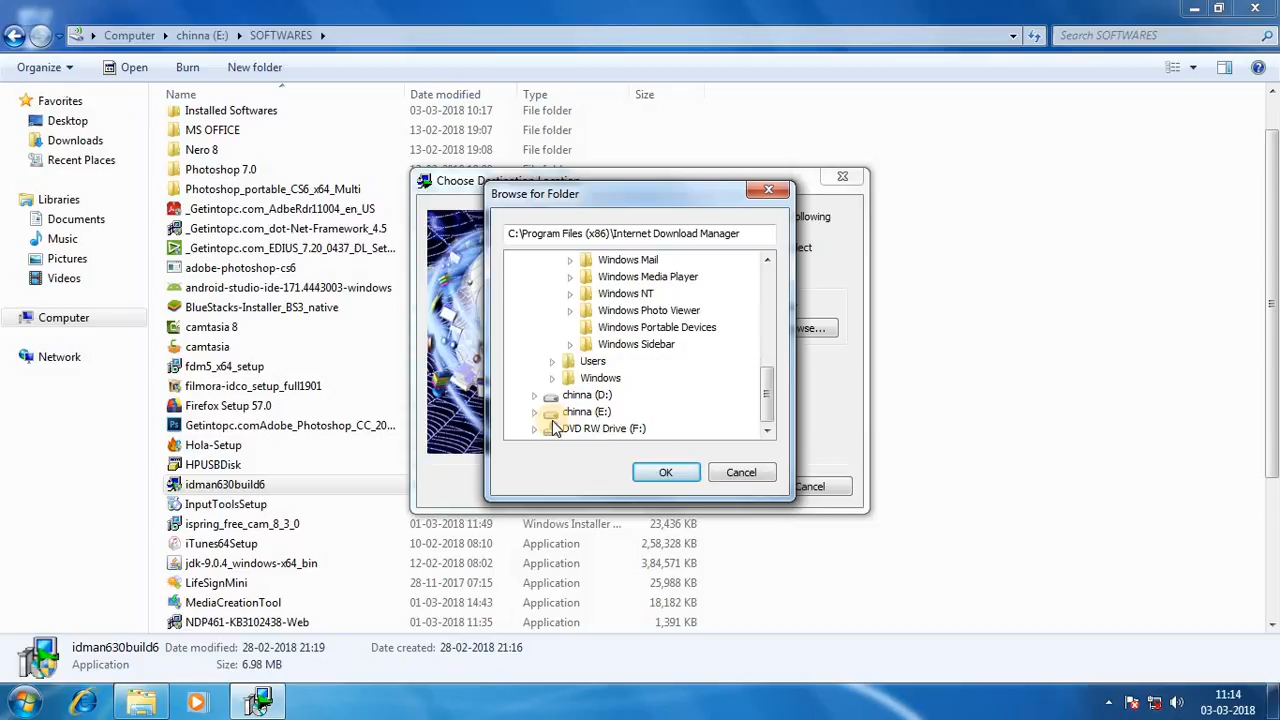 Computer
chinna (E:)
SOFTWARES
Search SOFTWARES
Organize
Open
Burn
New folder
Name
Date modified
Type
Size
Favorites
Desktop
Downloads
Recent Places
Libraries
Documents
Music
Pictures
Videos
Computer
Network
Installed Softwares 03-03-2018 10:17 File folder
MS OFFICE 13-02-2018 19:07 File folder
Nero 8 13-02-2018 19:08 File folder
Photoshop 7.0
Photoshop_portable_CS6_x64_Multi
_Getintopc.com_AdbeRdr11004_en_US
_Getintopc.com_dot-Net-Framework_4.5
_Getintopc.com_EDIUS_7.20_0437_DL_Set...
adobe-photoshop-cs6
android-studio-ide-171.4443003-windows
BlueStacks-Installer_BS3_native
camtasia 8
camtasia
fdm5_x64_setup
filmora-idco_setup_full1901
Firefox Setup 57.0
Getintopc.comAdobe_Photoshop_CC_20...
Hola-Setup
HPUSBDisk
idman630build6
InputToolsSetup
ispring_free_cam_8_3_0 01-03-2018 11:49 Windows Installer ... 23,436 KB
iTunes64Setup 10-02-2018 08:10 Application 2,58,328 KB
jdk-9.0.4_windows-x64_bin 12-02-2018 08:02 Application 3,84,571 KB
LifeSignMini 28-11-2017 07:15 Application 25,988 KB
MediaCreationTool 01-03-2018 14:43 Application 18,182 KB
NDP461-KB3102438-Web 01-03-2018 11:35 Application 1,391 KB
Choose Destination Location
ollowing
lect
wse...
Cancel
Browse for Folder
C:\Program Files (x86)\Internet Download Manager
Windows Mail
Windows Media Player
Windows NT
Windows Photo Viewer
Windows Portable Devices
Windows Sidebar
Users
Windows
chinna (D:)
chinna (E:)
DVD RW Drive (F:)
OK
Cancel
idman630build6 Date modified: 28-02-2018 21:19 Date created: 28-02-2018 21:16
Application Size: 6.98 MB
11:14
03-03-2018